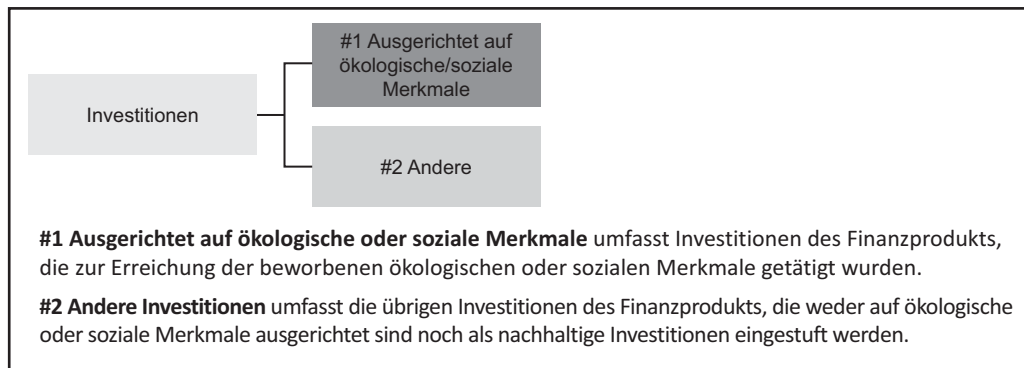 #1 Ausgerichtet auf
ökologische/soziale
Merkmale
Investitionen
#2 Andere
#1 Ausgerichtet auf ökologische oder soziale Merkmale umfasst Investitionen des Finanzprodukts,
die zur Erreichung der beworbenen ökologischen oder sozialen Merkmale getätigt wurden.
#2 Andere Investitionen umfasst die übrigen Investitionen des Finanzprodukts, die weder auf ökologische
oder soziale Merkmale ausgerichtet sind noch als nachhaltige Investitionen eingestuft werden.